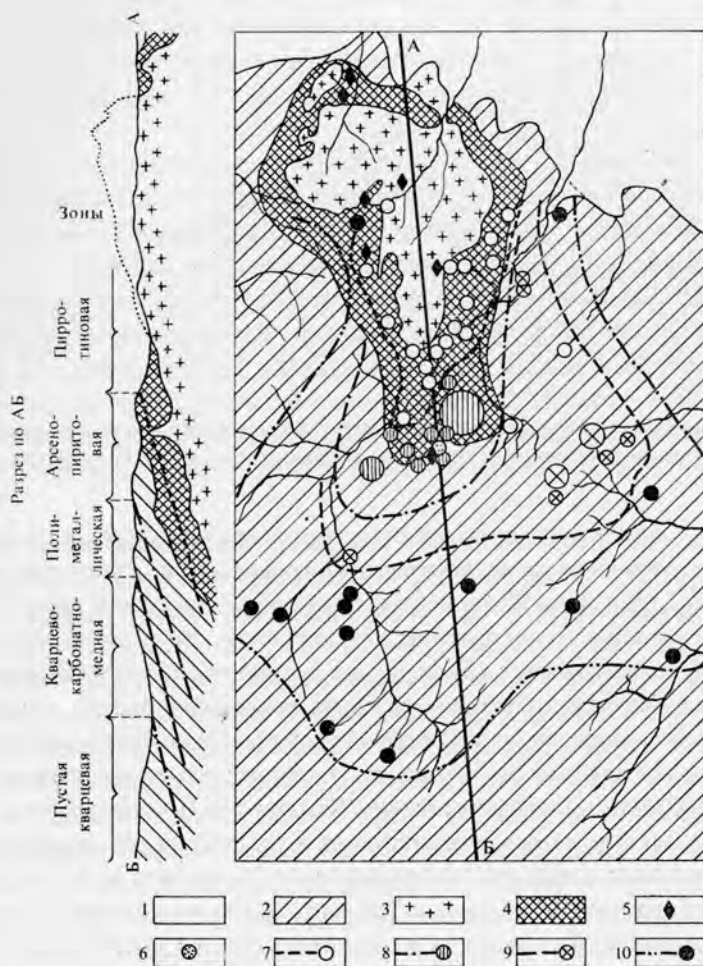 А
Зоны
Пирро-
тиновая
Арсено-
пирито-
вая
Поли-
метал-
лическая
Кварцево-
карбонатно-
медная
Пустая
кварцевая
Разрез по АБ
Б
А
Б
1 2 3 4 5
6 7 8 9 10